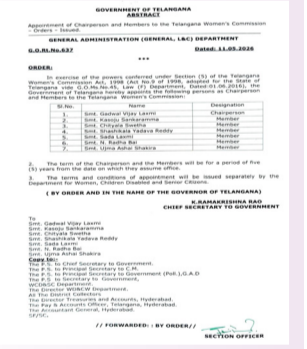 GOVERNMENT OF TELANGANA
ABSTRACT
Appointment of Chairperson and Members to the Telangana Women's Commission
- Orders - Issued.
GENERAL ADMINISTRATION (GENERAL, L&C) DEPARTMENT
G.O.Rt.No.637 Dated: 11.05.2026
***
ORDER:
In exercise of the powers conferred under Section (5) of the Telangana
Women's Commission Act, 1998 (Act No.9 of 1998, adopted for the State of
Telangana vide G.O.Ms.No.45, Law (F) Department, Dated:01.06.2016), the
Government of Telangana hereby appoints the following persons as Chairperson
and Members to the Telangana Women's Commission:
Sl.No. Name Designation
1. Smt. Gadwal Vijay Laxmi Chairperson
2. Smt. Kasoju Sankaramma Member
3. Smt. Chityala Swetha Member
4. Smt. Shashikala Yadava Reddy Member
5. Smt. Sada Laxmi Member
6. Smt. N. Radha Bai Member
7. Smt. Ujma Ashar Shakira Member
2. The term of the Chairperson and the Members will be for a period of five
(5) years from the date on which they assume office.
3. The terms and conditions of appointment will be issued separately by the
Department for Women, Children Disabled and Senior Citizens.
( BY ORDER AND IN THE NAME OF THE GOVERNOR OF TELANGANA)
K.RAMAKRISHNA RAO
CHIEF SECRETARY TO GOVERNMENT
To
Smt. Gadwal Vijay Laxmi
Smt. Kasoju Sankaramma
Smt. Chityala Swetha
Smt. Shashikala Yadava Reddy
Smt. Sada Laxmi
Smt. N. Radha Bai
Smt. Ujma Ashar Shakira
Copy to:
The P.S. to Chief Secretary to Government.
The P.S. to Principal Secretary to C.M.
The P.S. to Principal Secretary to Government (Poll.),G.A.D
The P.S. to Secretary to Government,
WCD&SC Department.
The Director WD&CW Department.
All The District Collectors
The Director Treasuries and Accounts, Hyderabad.
The Pay & Accounts Officer, Telangana, Hyderabad.
The Accountant General, Hyderabad.
SF/SC.
// FORWARDED: : BY ORDER//
SECTION OFFICER